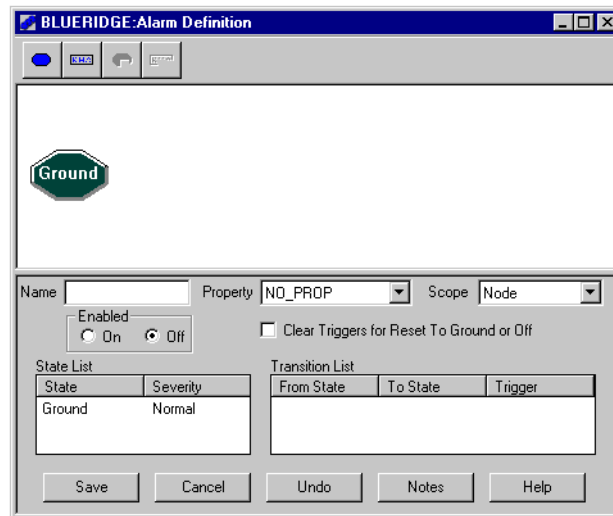 BLUERIDGE:Alarm Definition
Ground
Name
Property NO_PROP
Scope Node
Enabled
On Off
Clear Triggers for Reset To Ground or Off
State List
Transition List
State Severity
From State To State Trigger
Ground Normal
Save Cancel Undo Notes Help